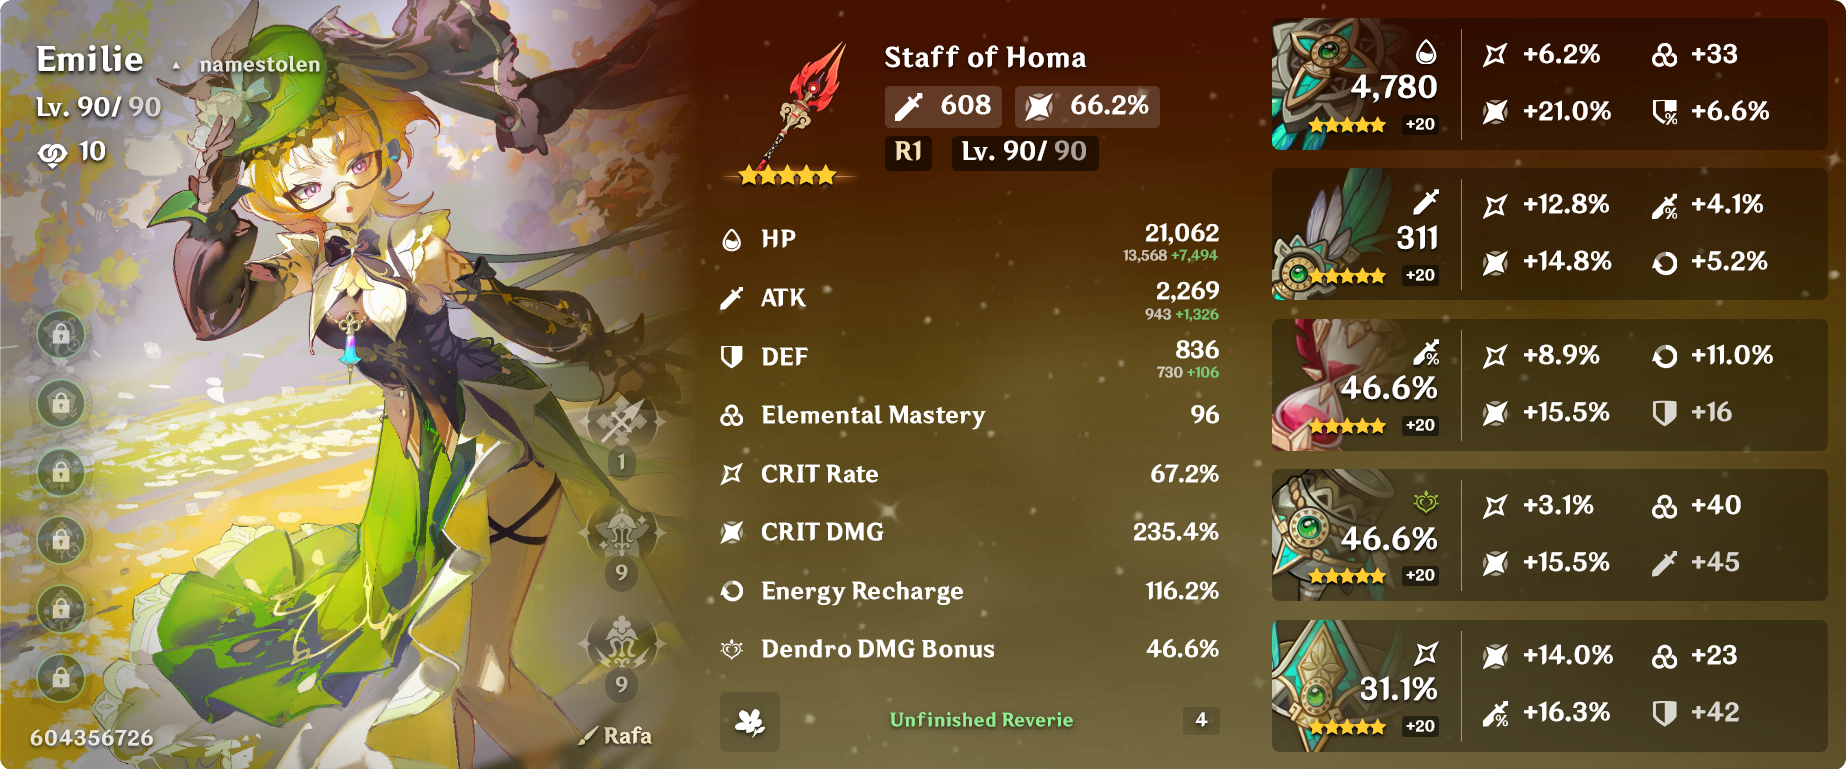 Emilie ▲ namestolen
Lv. 90/ 90
10
1
9
9
604356726
Rafa
Staff of Homa
608 66.2%
R1 Lv. 90/ 90
HP 21,062
13,568 +7,494
ATK 2,269
943 +1,326
DEF 836
730 +106
Elemental Mastery 96
CRIT Rate 67.2%
CRIT DMG 235.4%
Energy Recharge 116.2%
Dendro DMG Bonus 46.6%
Unfinished Reverie 4
4,780
+20
+6.2% +33
+21.0% +6.6%
311
+20
+12.8% +4.1%
+14.8% +5.2%
46.6%
+20
+8.9% +11.0%
+15.5% +16
46.6%
+20
+3.1% +40
+15.5% +45
31.1%
+20
+14.0% +23
+16.3% +42